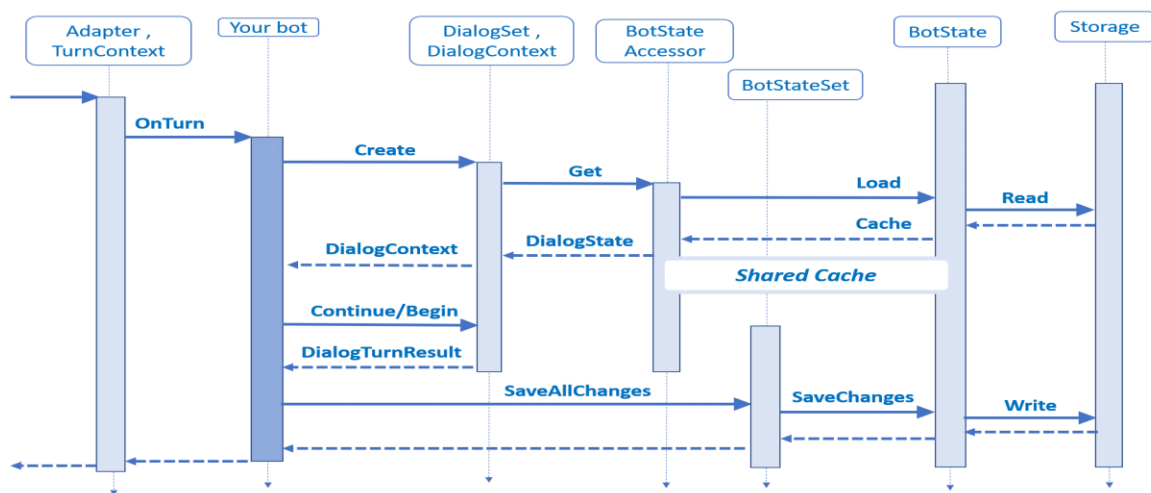 Adapter ,
TurnContext
Your bot
DialogSet ,
DialogContext
BotState
Accessor
BotStateSet
BotState
Storage
OnTurn
Create
Get
Load
Read
Cache
DialogState
DialogContext
Shared Cache
Continue/Begin
DialogTurnResult
SaveAllChanges
SaveChanges
Write